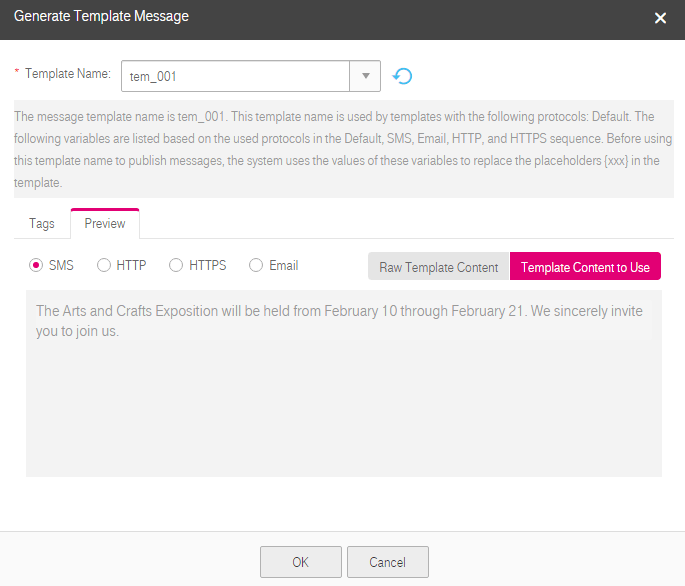 Generate Template Message
* Template Name: tem_001
The message template name is tem_001. This template name is used by templates with the following protocols: Default. The
following variables are listed based on the used protocols in the Default, SMS, Email, HTTP, and HTTPS sequence. Before using
this template name to publish messages, the system uses the values of these variables to replace the placeholders {xxx} in the
template.
Tags Preview
SMS HTTP HTTPS Email Raw Template Content Template Content to Use
The Arts and Crafts Exposition will be held from February 10 through February 21. We sincerely invite
you to join us.
OK Cancel